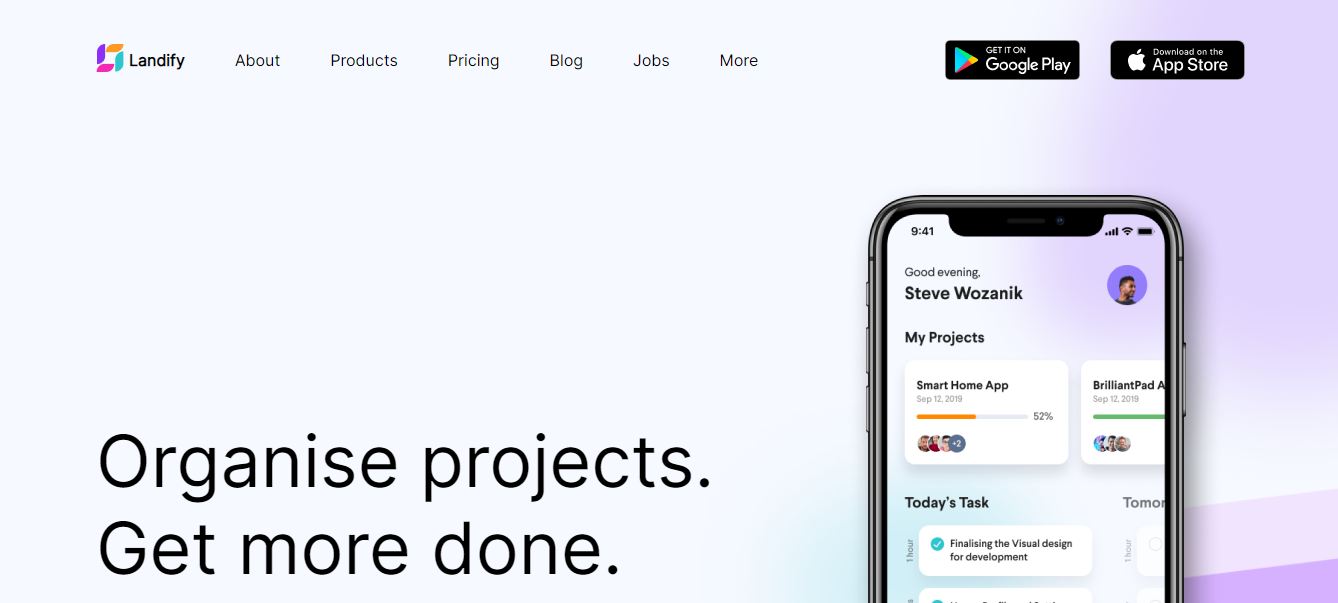 Landify
About
Products
Pricing
Blog
Jobs
More
GET IT ON
Google Play
Download on the
App Store
Organise projects.
Get more done.
9:41
Good evening,
Steve Wozanik
My Projects
Smart Home App
Sep 12, 2019
52%
+2
BrilliantPad A
Sep 12, 2019
Today's Task
Tomor
1 hour
Finalising the Visual design
for development
1 hour